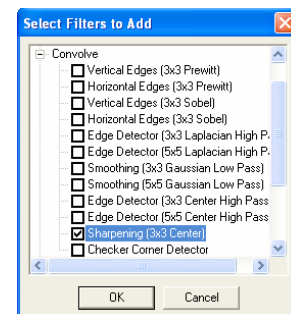 Select Filters to Add
Convolve
Vertical Edges (3x3 Prewitt)
Horizontal Edges (3x3 Prewitt)
Vertical Edges (3x3 Sobel)
Horizontal Edges (3x3 Sobel)
Edge Detector (3x3 Laplacian High P
Edge Detector (5x5 Laplacian High P
Smoothing (3x3 Gaussian Low Pass)
Smoothing (5x5 Gaussian Low Pass)
Edge Detector (3x3 Center High Pass
Edge Detector (5x5 Center High Pass
Sharpening (3x3 Center)
Checker Corner Detector
OK Cancel